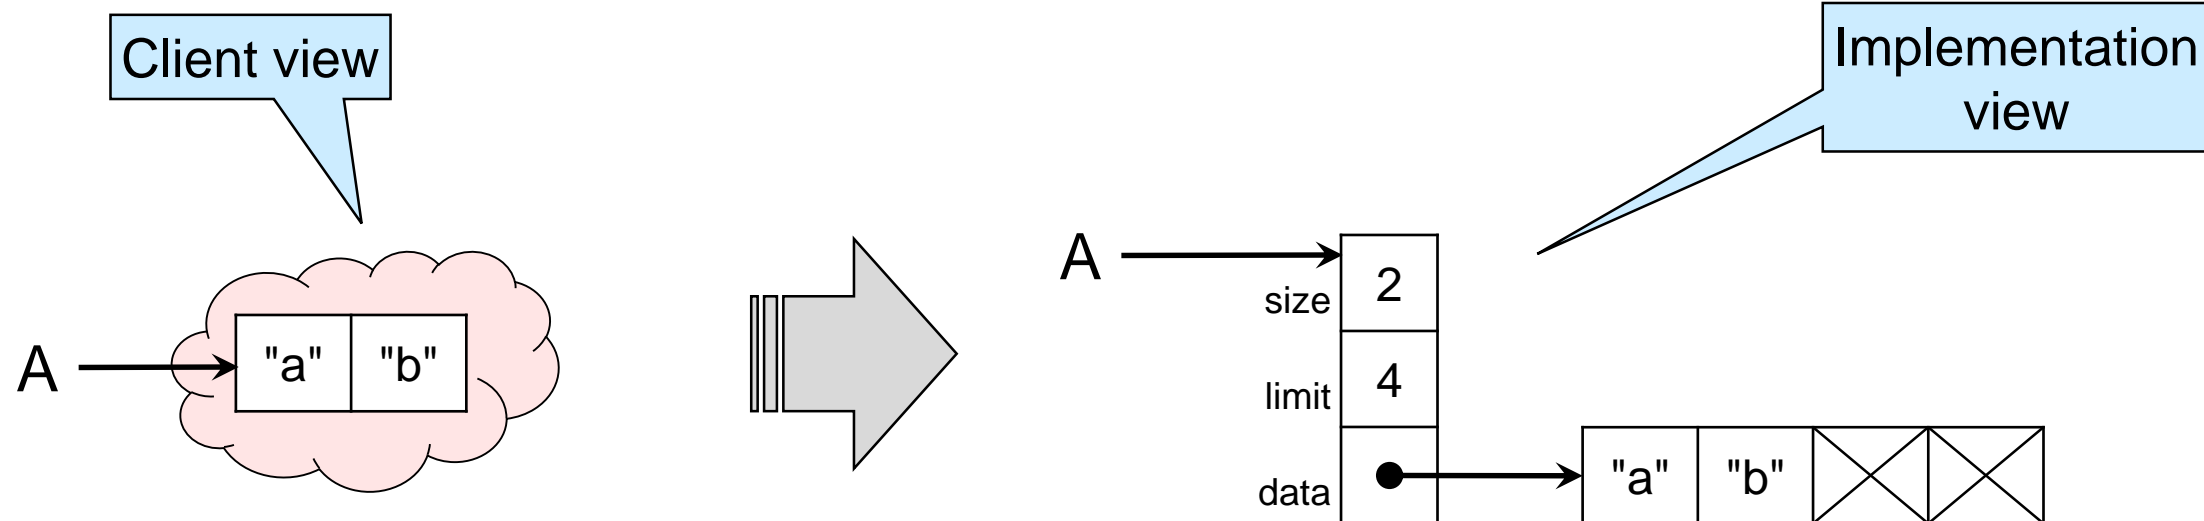 Client view
A
"a" "b"
Implementation
view
A
size 2
limit 4
data "a" "b"